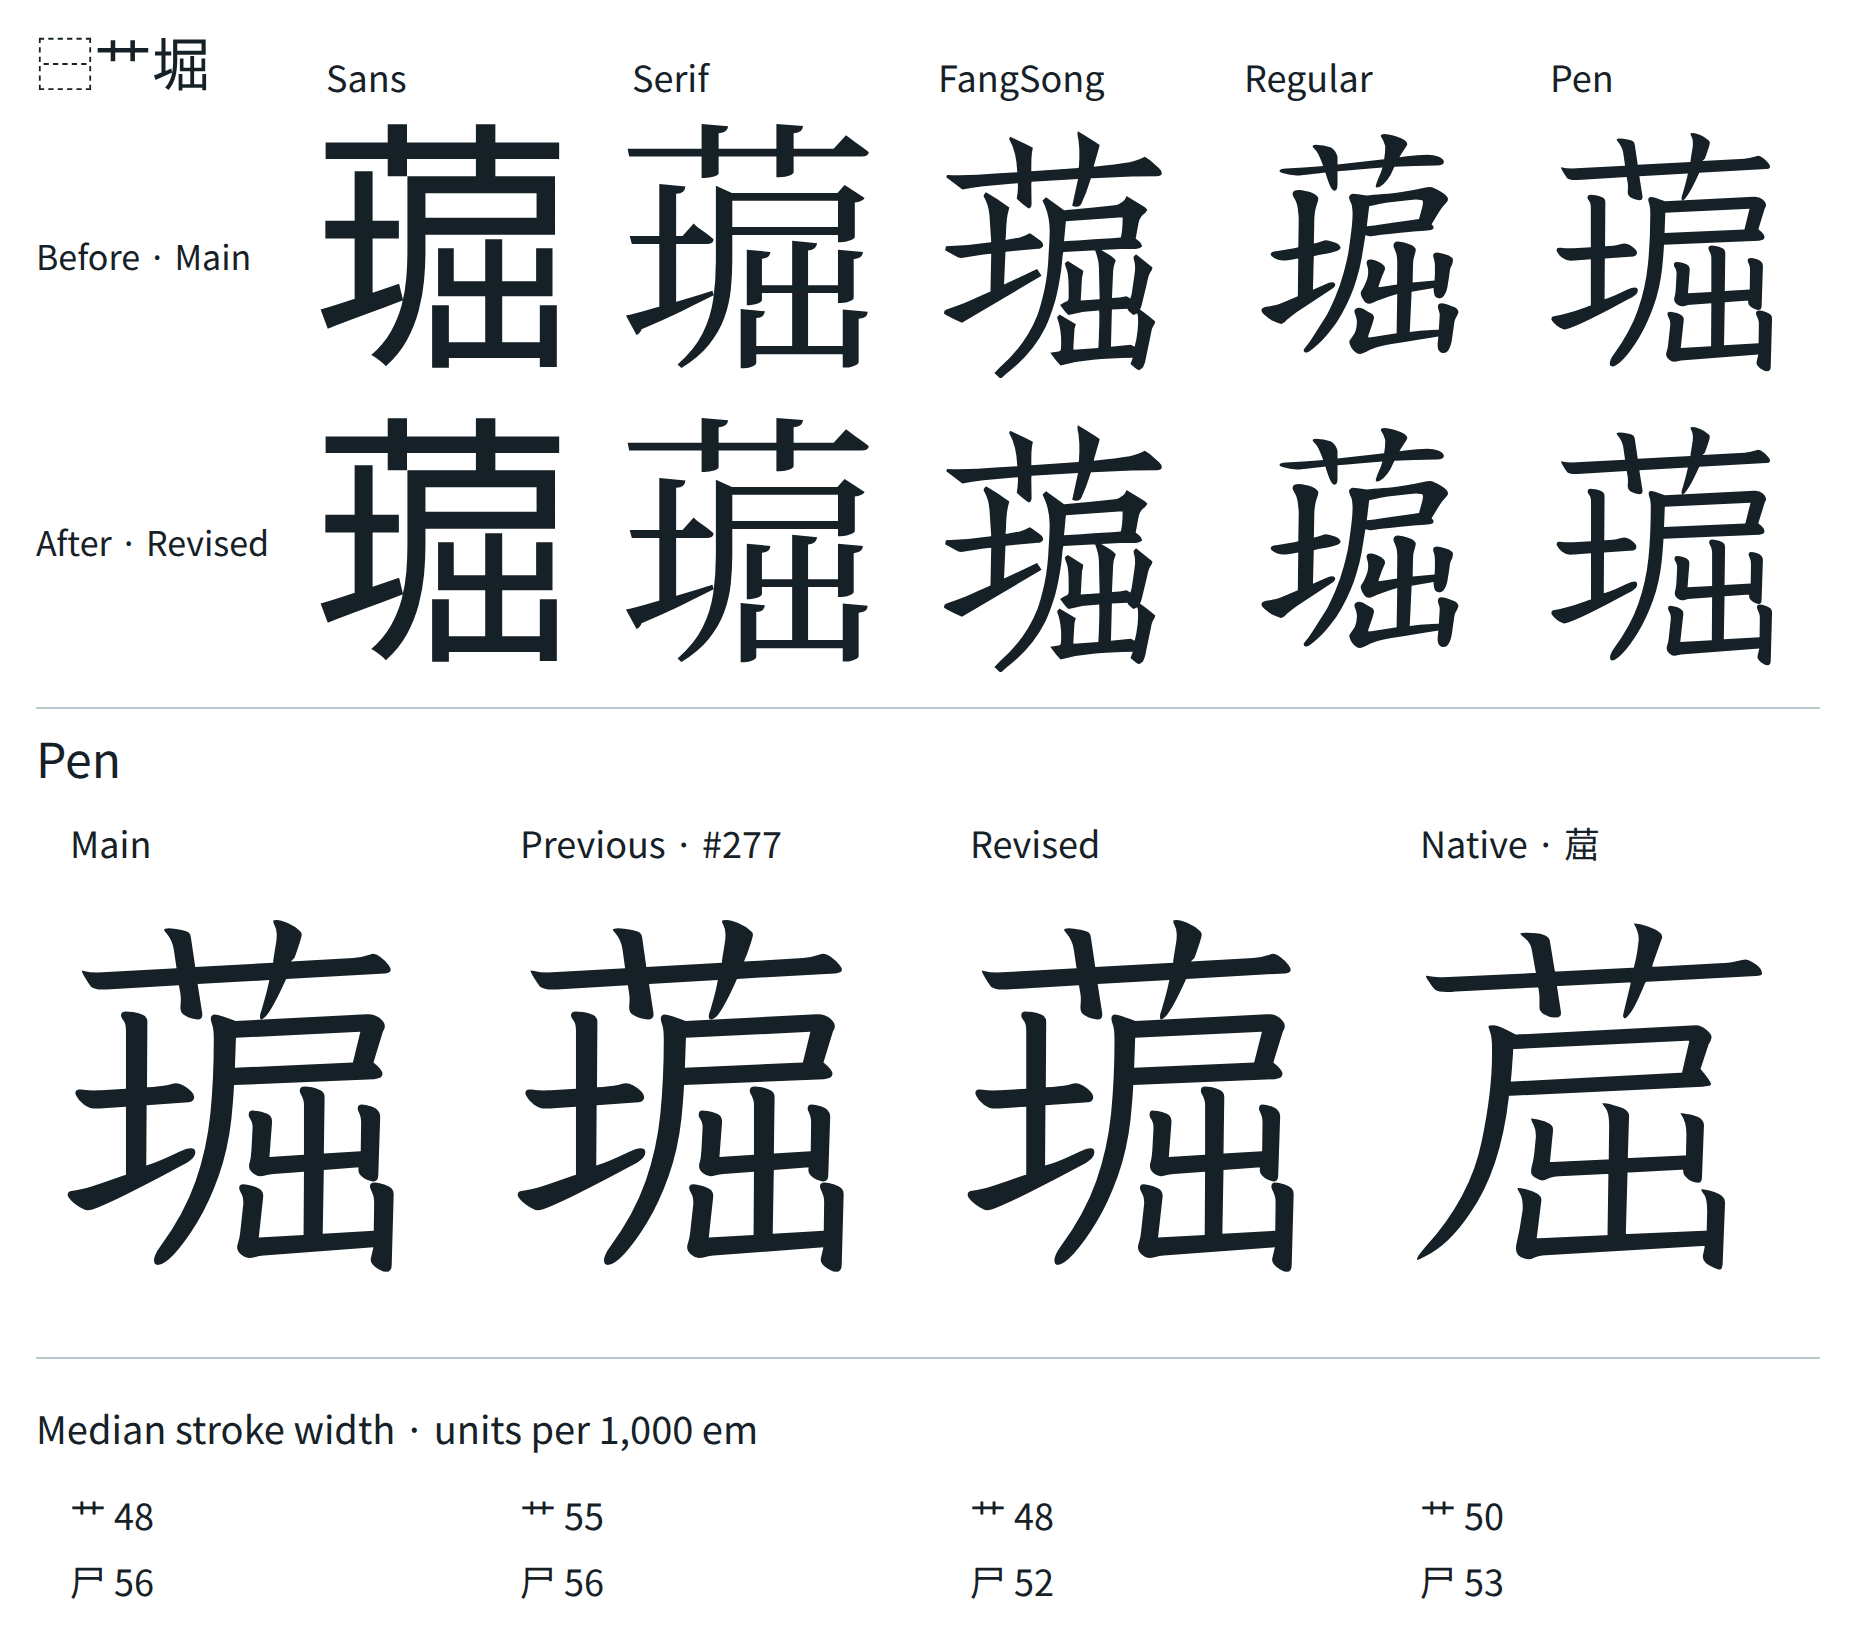 ⿱艹堀
Sans Serif FangSong Regular Pen
Before · Main
After · Revised
Pen
Main Previous · #277 Revised Native · 䓛
Median stroke width · units per 1,000 em
艹 48 艹 55 艹 48 艹 50
尸 56 尸 56 尸 52 尸 53